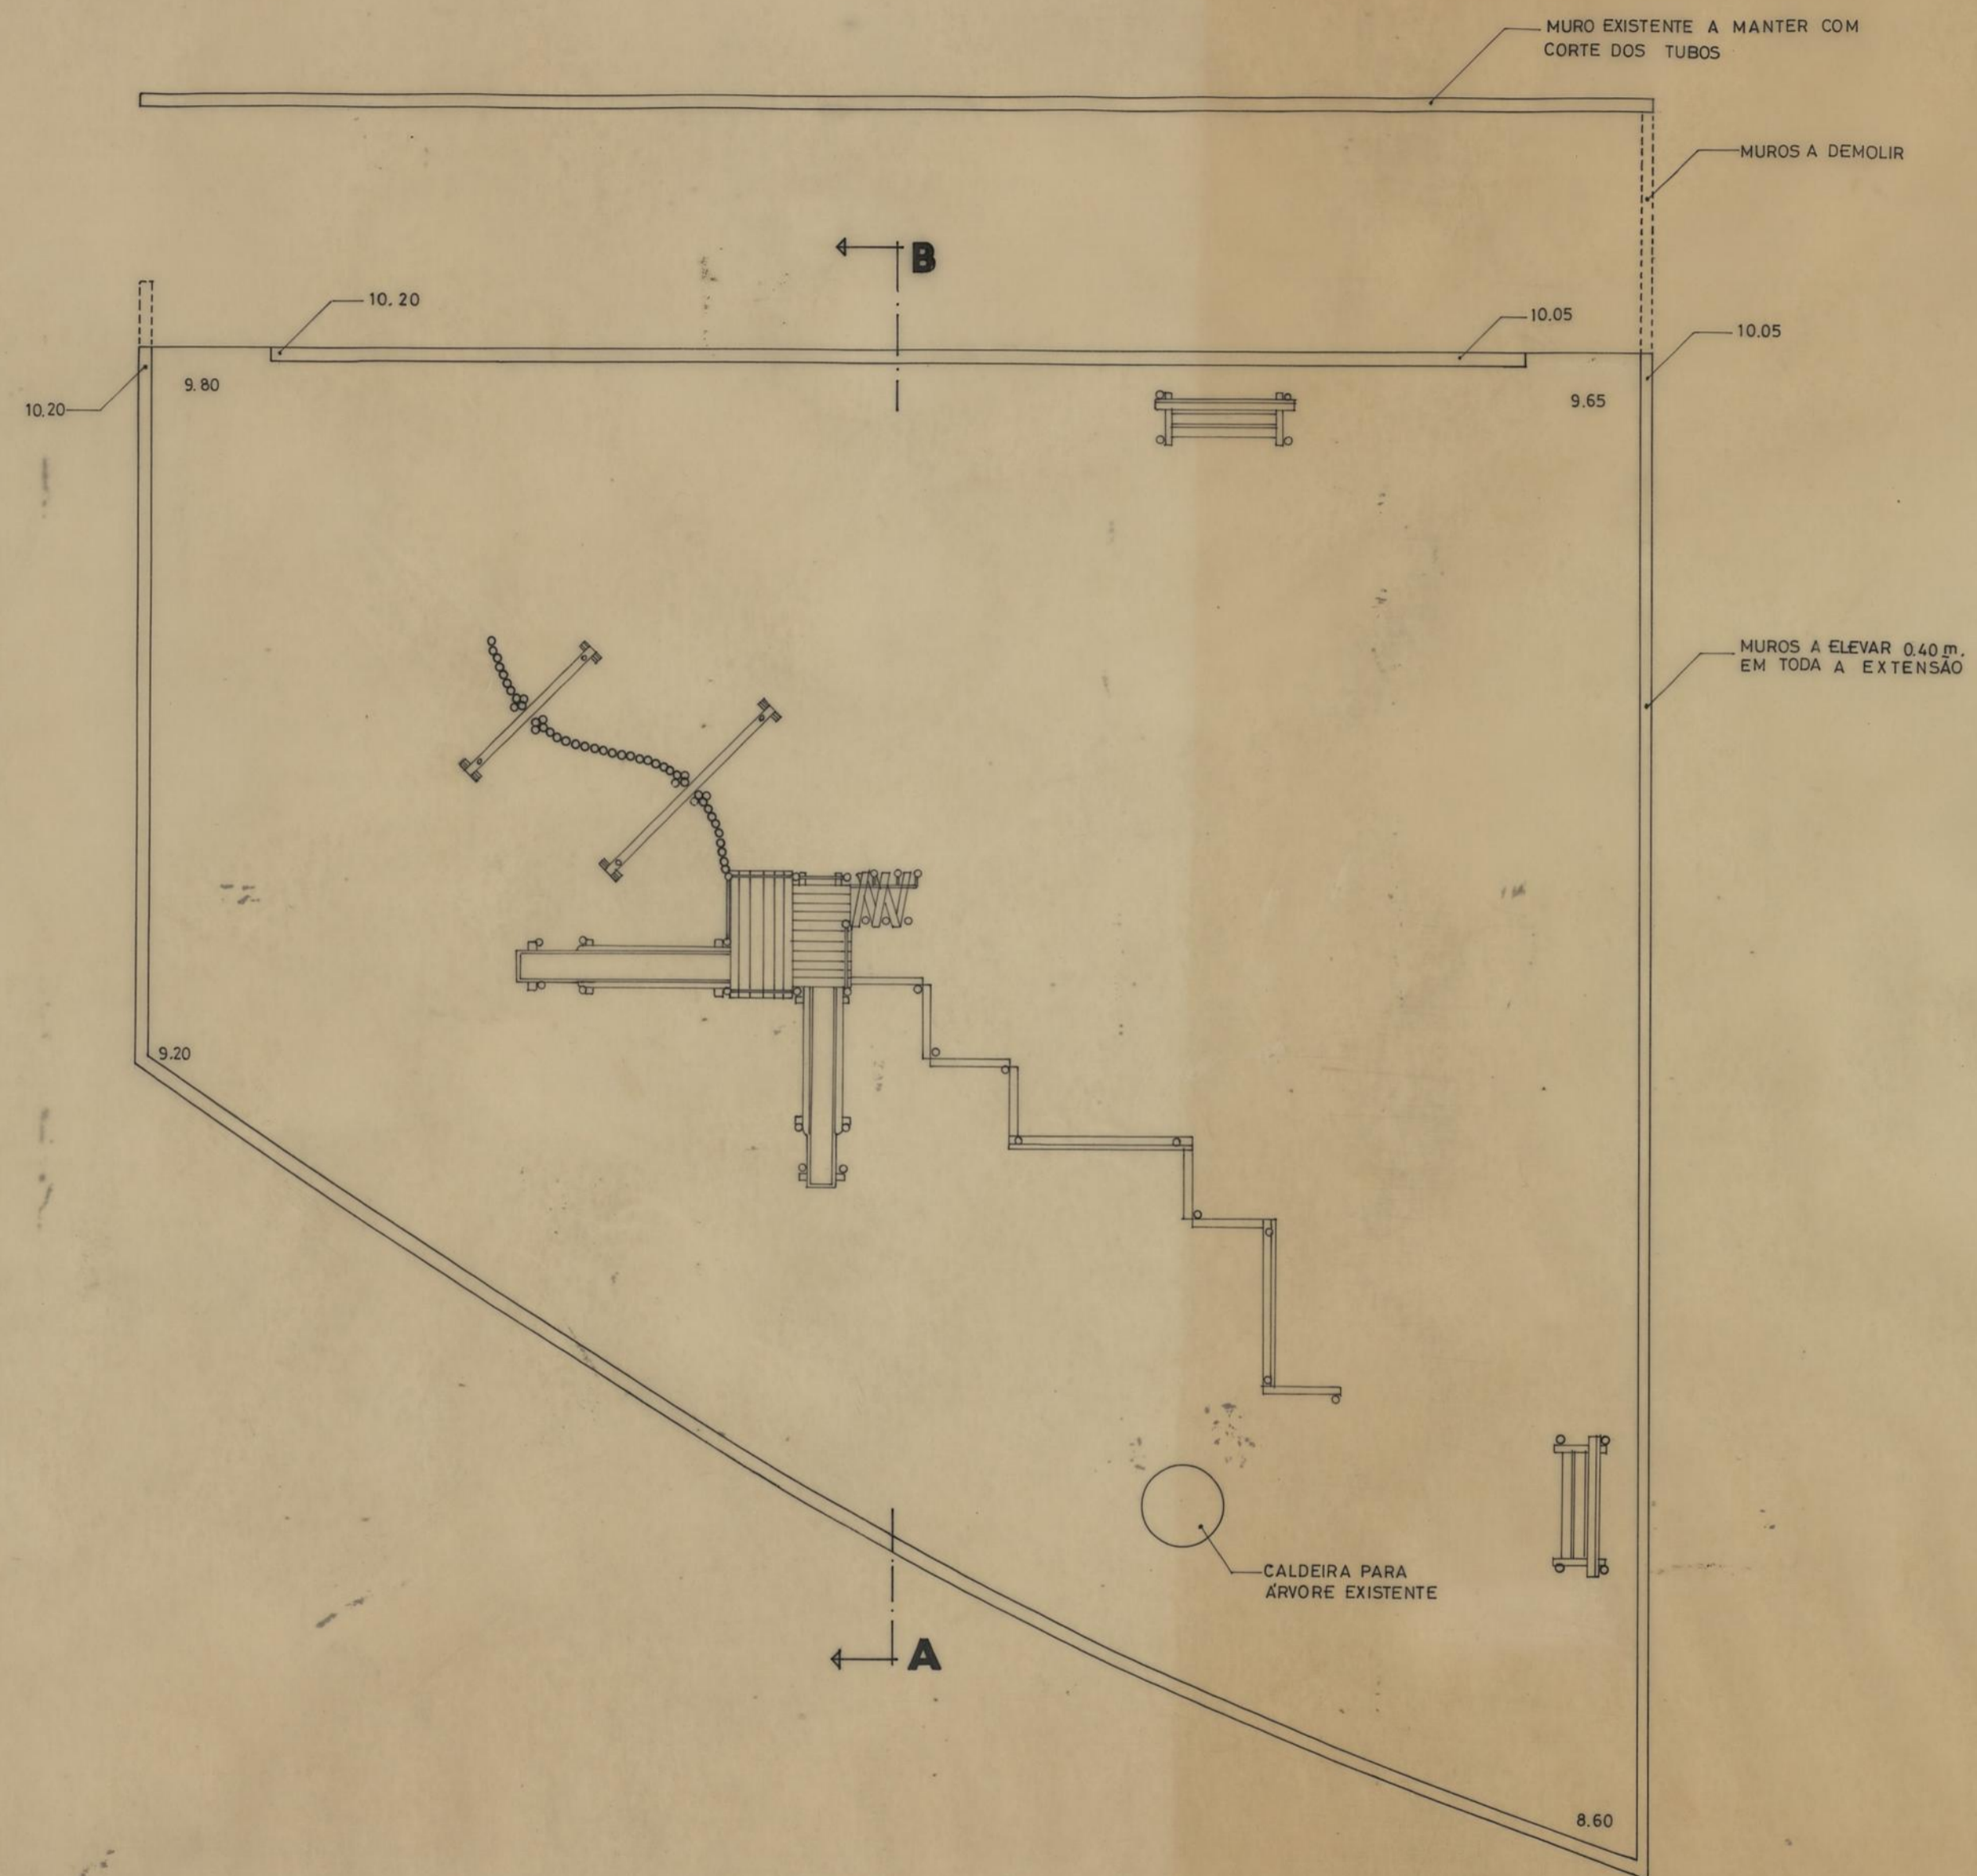 MURO EXISTENTE A MANTER COM
CORTE DOS TUBOS
MUROS A DEMOLIR
B
10.20
10.05
10.05
9.80
10.20
9.65
MUROS A ELEVAR 0.40 m.
EM TODA A EXTENSÃO
9.20
CALDEIRA PARA
ÁRVORE EXISTENTE
A
8.60